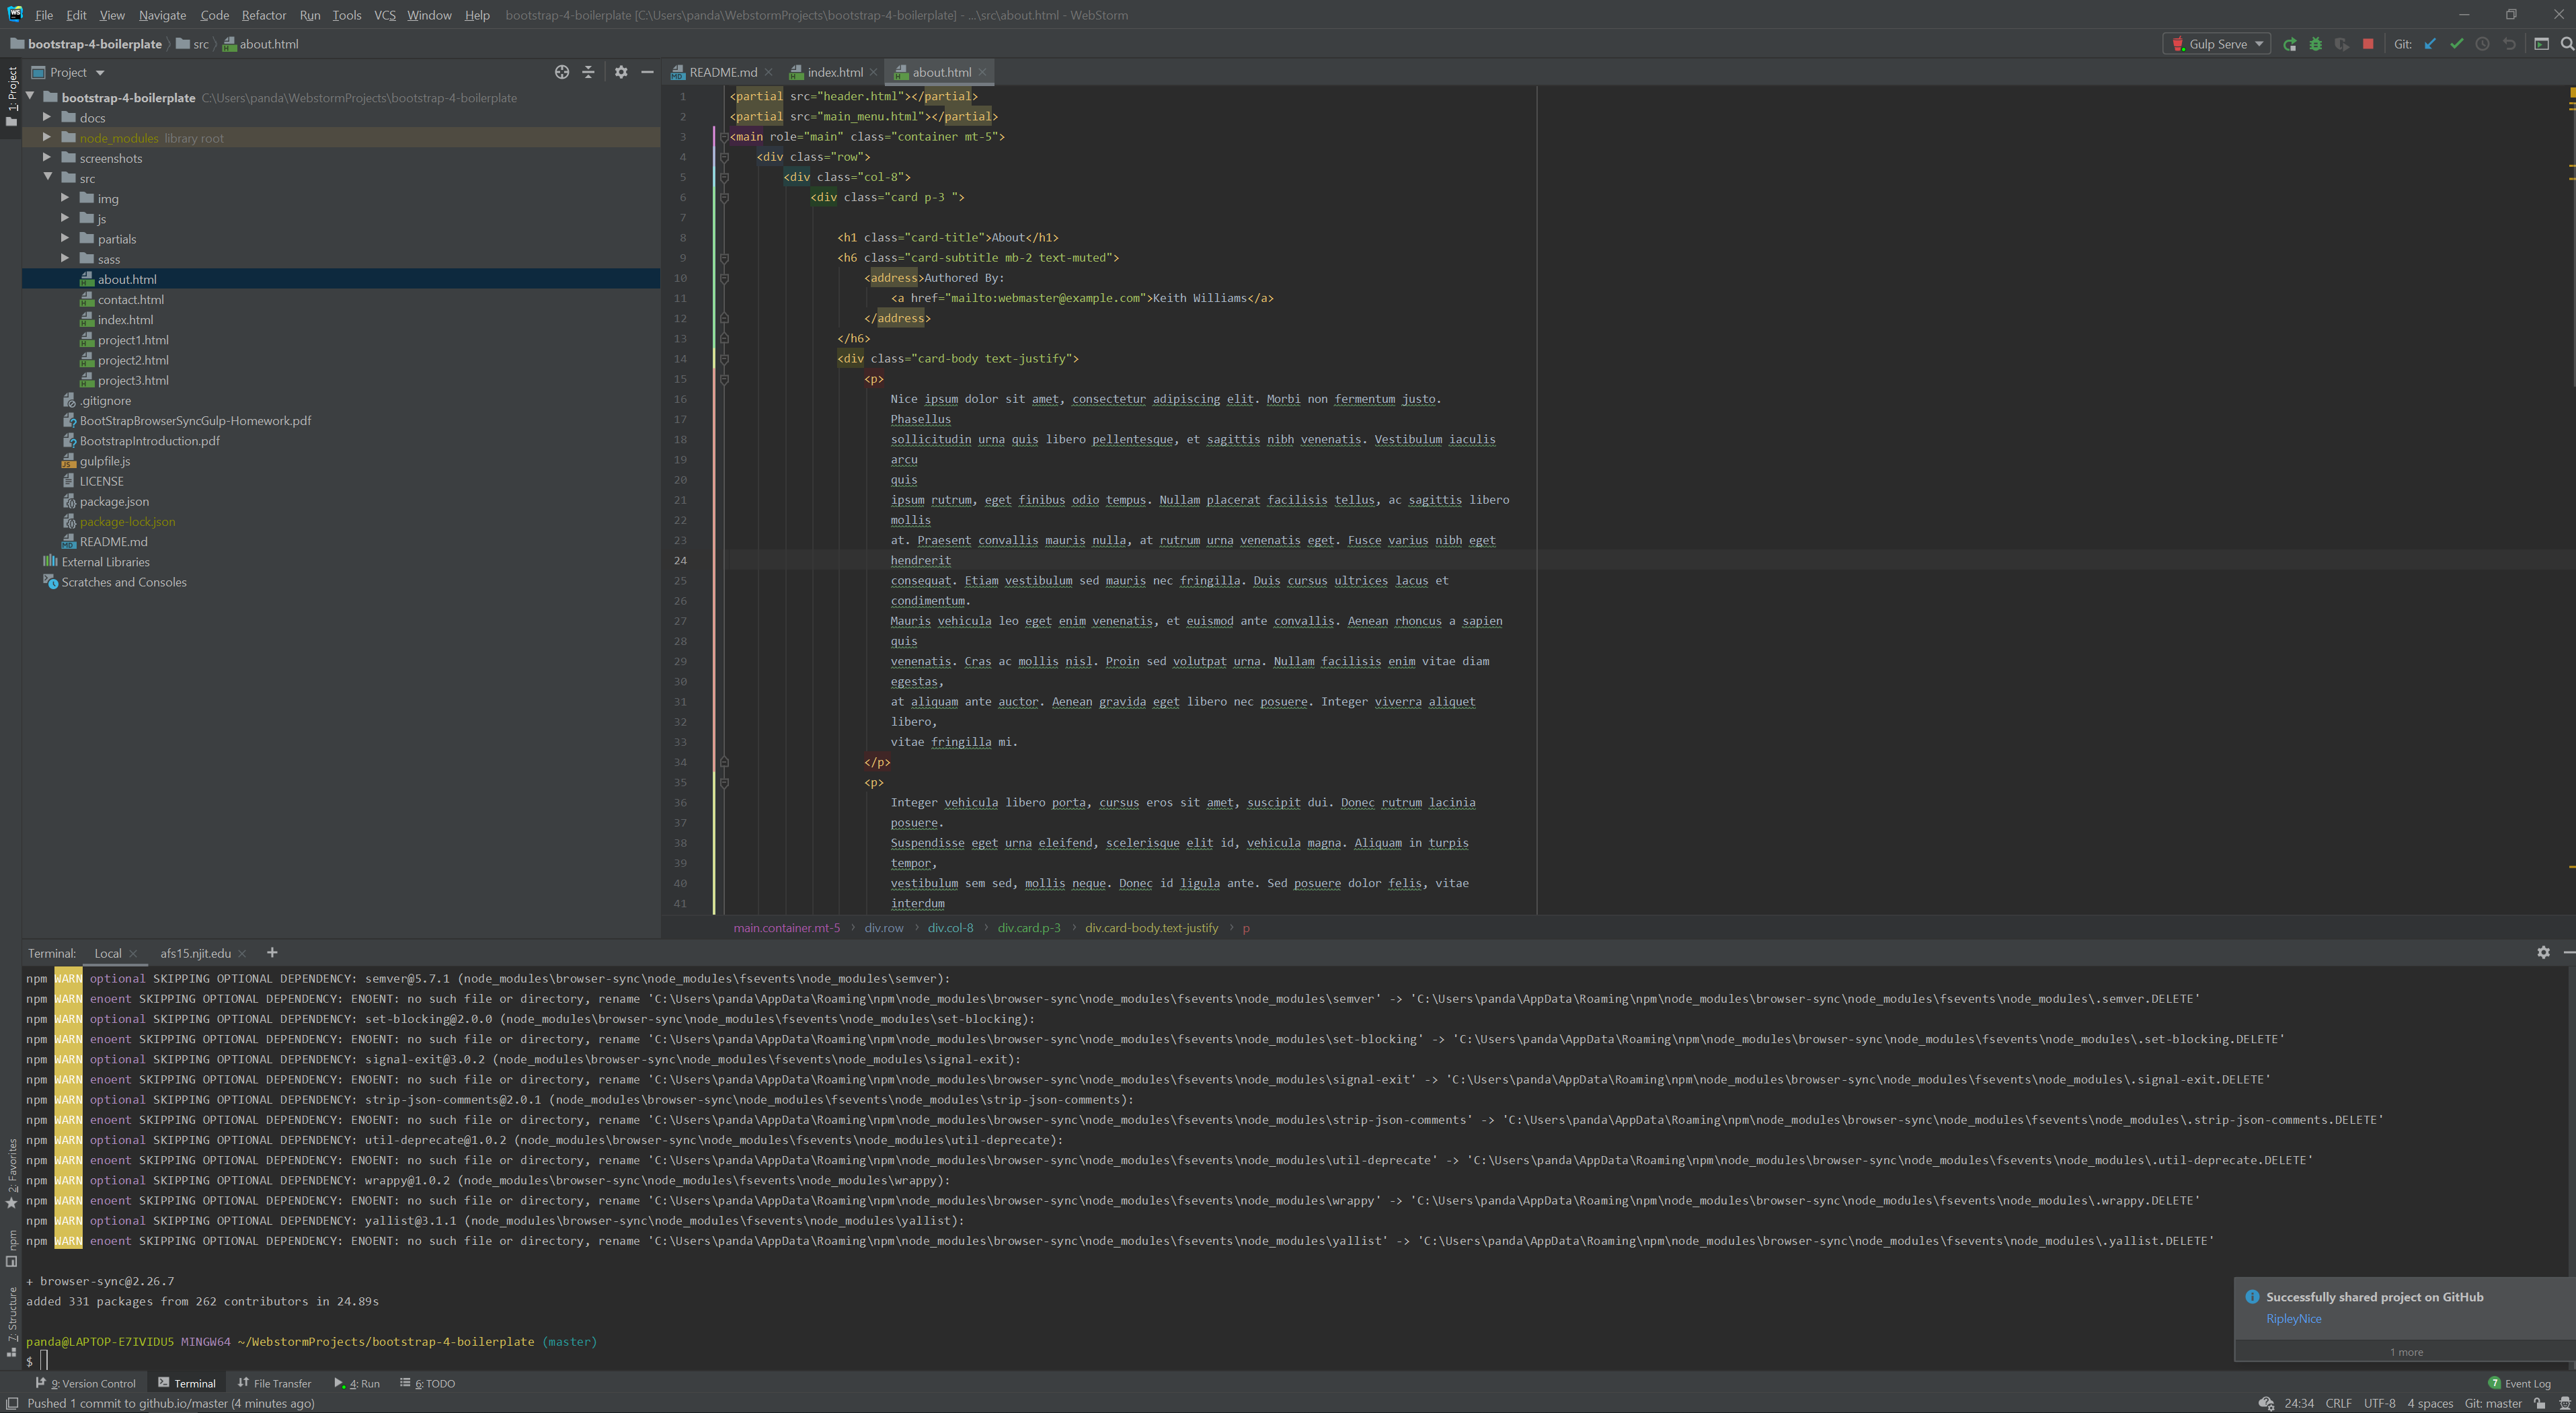 File Edit View Navigate Code Refactor Run Tools VCS Window Help bootstrap-4-boilerplate [C:\Users\panda\WebstormProjects\bootstrap-4-boilerplate] - ...\src\about.html - WebStorm
bootstrap-4-boilerplate src about.html Gulp Serve Git:
1: Project
Project
bootstrap-4-boilerplate C:\Users\panda\WebstormProjects\bootstrap-4-boilerplate
docs
node_modules library root
screenshots
src
img
js
partials
sass
about.html
contact.html
index.html
project1.html
project2.html
project3.html
.gitignore
BootStrapBrowserSyncGulp-Homework.pdf
BootstrapIntroduction.pdf
gulpfile.js
LICENSE
package.json
package-lock.json
README.md
External Libraries
Scratches and Consoles
README.md index.html about.html
1 <partial src="header.html"></partial>
2 <partial src="main_menu.html"></partial>
3 <main role="main" class="container mt-5">
4 <div class="row">
5 <div class="col-8">
6 <div class="card p-3 ">
7
8 <h1 class="card-title">About</h1>
9 <h6 class="card-subtitle mb-2 text-muted">
10 <address>Authored By:
11 <a href="mailto:webmaster@example.com">Keith Williams</a>
12 </address>
13 </h6>
14 <div class="card-body text-justify">
15 <p>
16 Nice ipsum dolor sit amet, consectetur adipiscing elit. Morbi non fermentum justo.
17 Phasellus
18 sollicitudin urna quis libero pellentesque, et sagittis nibh venenatis. Vestibulum iaculis
19 arcu
20 quis
21 ipsum rutrum, eget finibus odio tempus. Nullam placerat facilisis tellus, ac sagittis libero
22 mollis
23 at. Praesent convallis mauris nulla, at rutrum urna venenatis eget. Fusce varius nibh eget
24 hendrerit
25 consequat. Etiam vestibulum sed mauris nec fringilla. Duis cursus ultrices lacus et
26 condimentum.
27 Mauris vehicula leo eget enim venenatis, et euismod ante convallis. Aenean rhoncus a sapien
28 quis
29 venenatis. Cras ac mollis nisl. Proin sed volutpat urna. Nullam facilisis enim vitae diam
30 egestas,
31 at aliquam ante auctor. Aenean gravida eget libero nec posuere. Integer viverra aliquet
32 libero,
33 vitae fringilla mi.
34 </p>
35 <p>
36 Integer vehicula libero porta, cursus eros sit amet, suscipit dui. Donec rutrum lacinia
37 posuere.
38 Suspendisse eget urna eleifend, scelerisque elit id, vehicula magna. Aliquam in turpis
39 tempor,
40 vestibulum sem sed, mollis neque. Donec id ligula ante. Sed posuere dolor felis, vitae
41 interdum
main.container.mt-5 div.row div.col-8 div.card.p-3 div.card-body.text-justify p
Terminal: Local afs15.njit.edu
npm WARN optional SKIPPING OPTIONAL DEPENDENCY: semver@5.7.1 (node_modules\browser-sync\node_modules\fsevents\node_modules\semver):
npm WARN enoent SKIPPING OPTIONAL DEPENDENCY: ENOENT: no such file or directory, rename 'C:\Users\panda\AppData\Roaming\npm\node_modules\browser-sync\node_modules\fsevents\node_modules\semver' -> 'C:\Users\panda\AppData\Roaming\npm\node_modules\browser-sync\node_modules\fsevents\node_modules\.semver.DELETE'
npm WARN optional SKIPPING OPTIONAL DEPENDENCY: set-blocking@2.0.0 (node_modules\browser-sync\node_modules\fsevents\node_modules\set-blocking):
npm WARN enoent SKIPPING OPTIONAL DEPENDENCY: ENOENT: no such file or directory, rename 'C:\Users\panda\AppData\Roaming\npm\node_modules\browser-sync\node_modules\fsevents\node_modules\set-blocking' -> 'C:\Users\panda\AppData\Roaming\npm\node_modules\browser-sync\node_modules\fsevents\node_modules\.set-blocking.DELETE'
npm WARN optional SKIPPING OPTIONAL DEPENDENCY: signal-exit@3.0.2 (node_modules\browser-sync\node_modules\fsevents\node_modules\signal-exit):
npm WARN enoent SKIPPING OPTIONAL DEPENDENCY: ENOENT: no such file or directory, rename 'C:\Users\panda\AppData\Roaming\npm\node_modules\browser-sync\node_modules\fsevents\node_modules\signal-exit' -> 'C:\Users\panda\AppData\Roaming\npm\node_modules\browser-sync\node_modules\fsevents\node_modules\.signal-exit.DELETE'
npm WARN optional SKIPPING OPTIONAL DEPENDENCY: strip-json-comments@2.0.1 (node_modules\browser-sync\node_modules\fsevents\node_modules\strip-json-comments):
npm WARN enoent SKIPPING OPTIONAL DEPENDENCY: ENOENT: no such file or directory, rename 'C:\Users\panda\AppData\Roaming\npm\node_modules\browser-sync\node_modules\fsevents\node_modules\strip-json-comments' -> 'C:\Users\panda\AppData\Roaming\npm\node_modules\browser-sync\node_modules\fsevents\node_modules\.strip-json-comments.DELETE'
npm WARN optional SKIPPING OPTIONAL DEPENDENCY: util-deprecate@1.0.2 (node_modules\browser-sync\node_modules\fsevents\node_modules\util-deprecate):
npm WARN enoent SKIPPING OPTIONAL DEPENDENCY: ENOENT: no such file or directory, rename 'C:\Users\panda\AppData\Roaming\npm\node_modules\browser-sync\node_modules\fsevents\node_modules\util-deprecate' -> 'C:\Users\panda\AppData\Roaming\npm\node_modules\browser-sync\node_modules\fsevents\node_modules\.util-deprecate.DELETE'
npm WARN optional SKIPPING OPTIONAL DEPENDENCY: wrappy@1.0.2 (node_modules\browser-sync\node_modules\fsevents\node_modules\wrappy):
npm WARN enoent SKIPPING OPTIONAL DEPENDENCY: ENOENT: no such file or directory, rename 'C:\Users\panda\AppData\Roaming\npm\node_modules\browser-sync\node_modules\fsevents\node_modules\wrappy' -> 'C:\Users\panda\AppData\Roaming\npm\node_modules\browser-sync\node_modules\fsevents\node_modules\.wrappy.DELETE'
npm WARN optional SKIPPING OPTIONAL DEPENDENCY: yallist@3.1.1 (node_modules\browser-sync\node_modules\fsevents\node_modules\yallist):
npm WARN enoent SKIPPING OPTIONAL DEPENDENCY: ENOENT: no such file or directory, rename 'C:\Users\panda\AppData\Roaming\npm\node_modules\browser-sync\node_modules\fsevents\node_modules\yallist' -> 'C:\Users\panda\AppData\Roaming\npm\node_modules\browser-sync\node_modules\fsevents\node_modules\.yallist.DELETE'
+ browser-sync@2.26.7
added 331 packages from 262 contributors in 24.89s
panda@LAPTOP-E7IVIDU5 MINGW64 ~/WebstormProjects/bootstrap-4-boilerplate (master)
$
2: Favorites
npm
7: Structure
Successfully shared project on GitHub
RipleyNice
1 more
9: Version Control Terminal File Transfer 4: Run 6: TODO 7 Event Log
Pushed 1 commit to github.io/master (4 minutes ago) 24:34 CRLF UTF-8 4 spaces Git: master